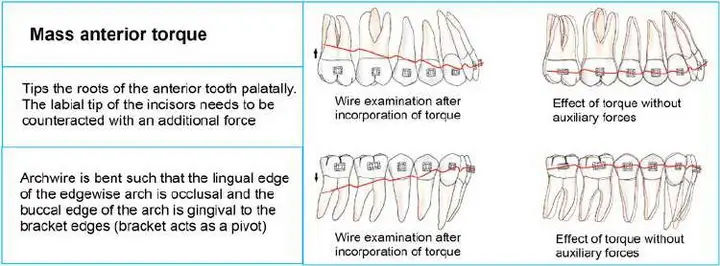 Mass anterior torque
Tips the roots of the anterior tooth palatally.
The labial tip of the incisors needs to be
counteracted with an additional force
Wire examination after
incorporation of torque
Effect of torque without
auxiliary forces
Archwire is bent such that the lingual edge
of the edgewise arch is occlusal and the
buccal edge of the arch is gingival to the
bracket edges (bracket acts as a pivot)
Wire examination after
incorporation of torque
Effect of torque without
auxiliary forces